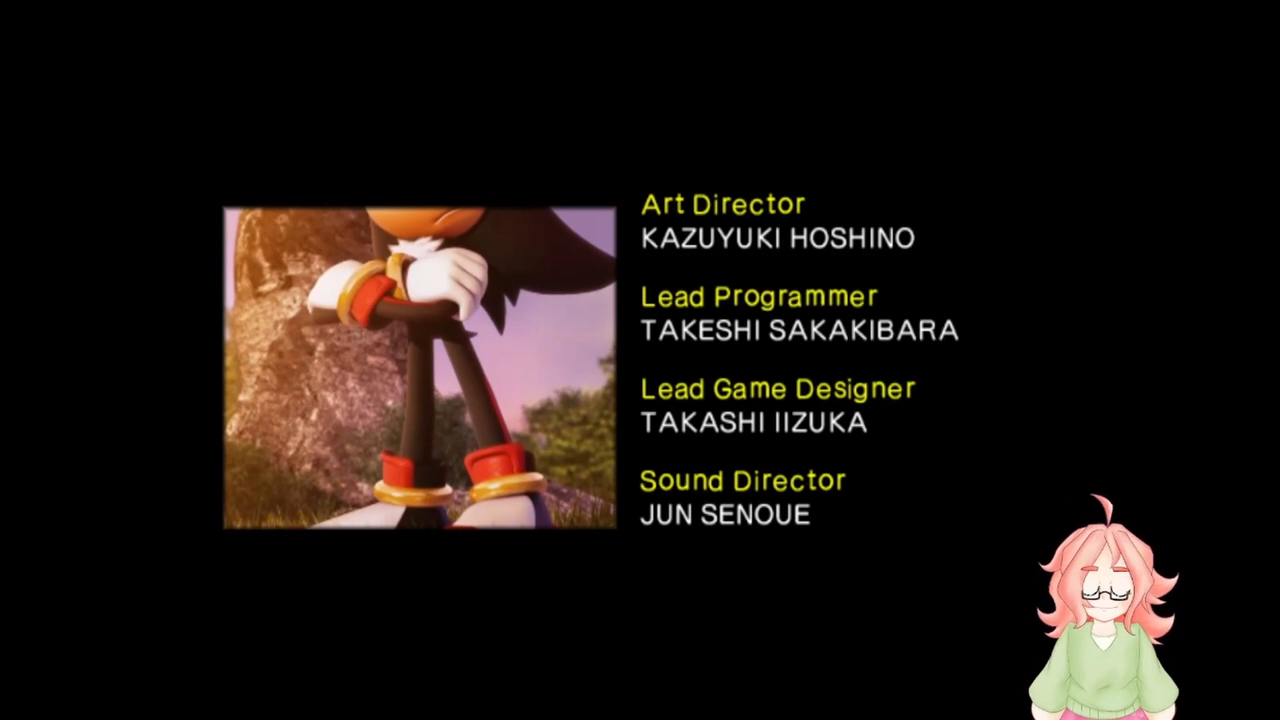 Art Director
KAZUYUKI HOSHINO
Lead Programmer
TAKESHI SAKAKIBARA
Lead Game Designer
TAKASHI IIZUKA
Sound Director
JUN SENOUE